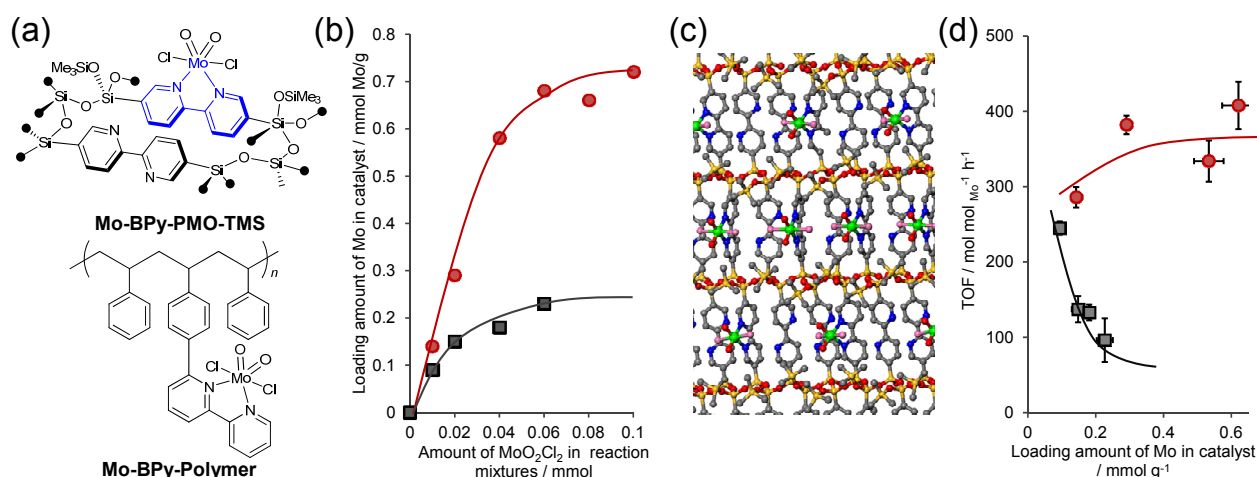 (a)
O O
Cl Mo Cl
Me3SiO
O
Si O Si
O
Si
N N
OSiMe3
Si O
O
N
N
Si O Si
Mo-BPy-PMO-TMS
n
O O
Cl Mo Cl
N
N
Mo-BPy-Polymer
(b)
Loading amount of Mo in catalyst / mmol Mo/g
0.8
0.7
0.6
0.5
0.4
0.3
0.2
0.1
0
0 0.02 0.04 0.06 0.08 0.1
Amount of MoO2Cl2 in reaction
mixtures / mmol
(c)
(d)
TOF / mol mol Mo-1 h-1
500
400
300
200
100
0
0 0.2 0.4 0.6
Loading amount of Mo in catalyst
/ mmol g-1